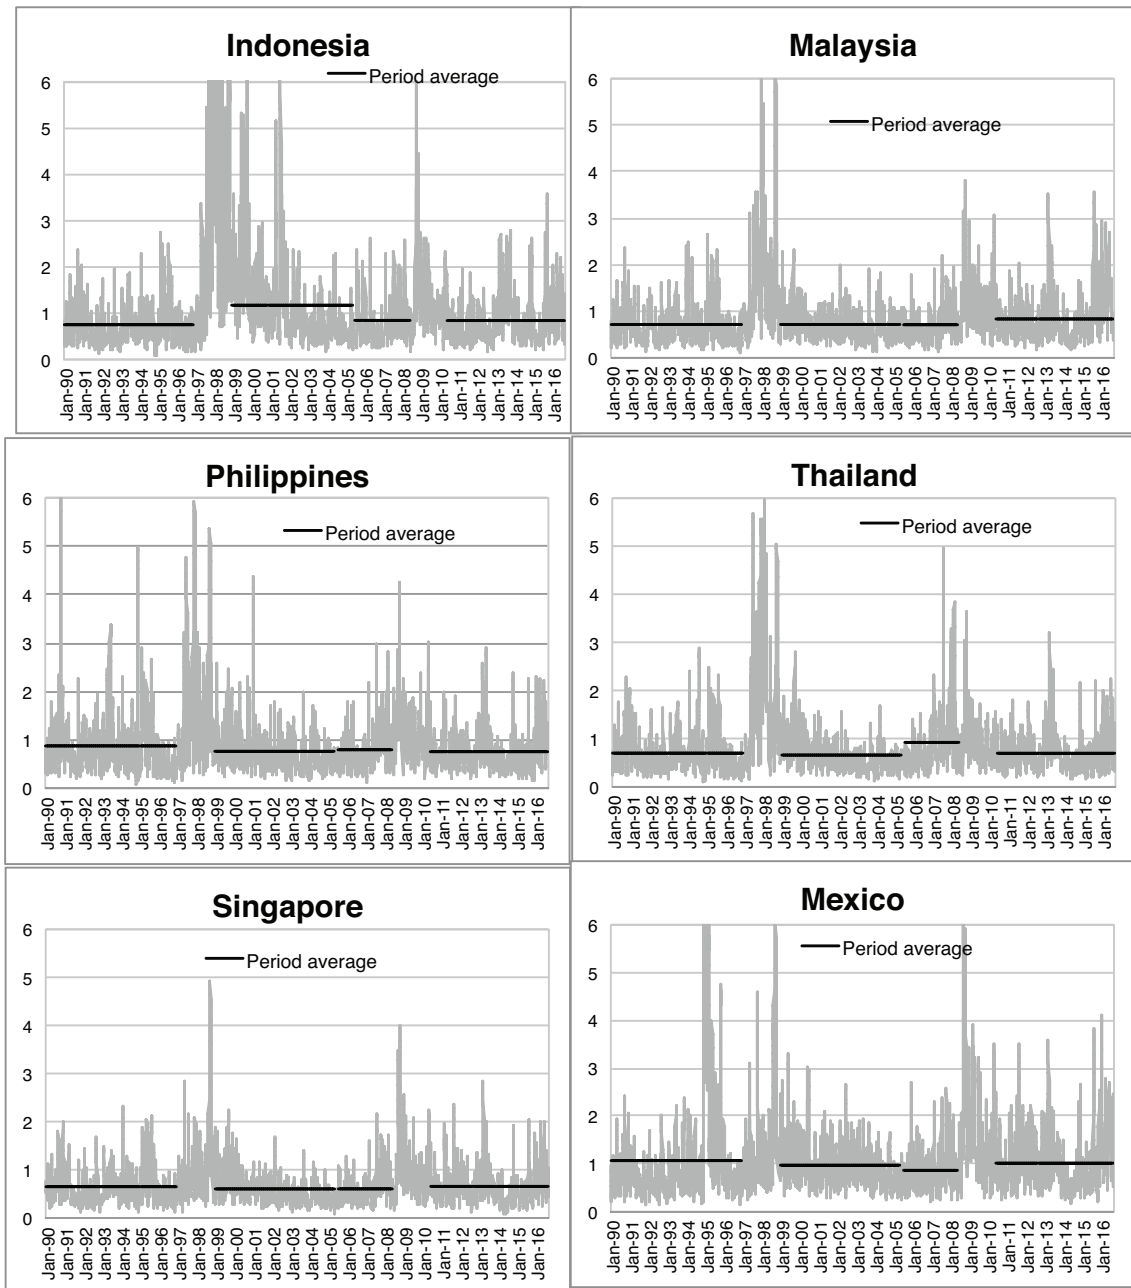 Indonesia
Period average
6
5
4
3
2
1
0
Jan-90
Jan-91
Jan-92
Jan-93
Jan-94
Jan-95
Jan-96
Jan-97
Jan-98
Jan-99
Jan-00
Jan-01
Jan-02
Jan-03
Jan-04
Jan-05
Jan-06
Jan-07
Jan-08
Jan-09
Jan-10
Jan-11
Jan-12
Jan-13
Jan-14
Jan-15
Jan-16
Malaysia
Period average
6
5
4
3
2
1
0
Jan-90
Jan-91
Jan-92
Jan-93
Jan-94
Jan-95
Jan-96
Jan-97
Jan-98
Jan-99
Jan-00
Jan-01
Jan-02
Jan-03
Jan-04
Jan-05
Jan-06
Jan-07
Jan-08
Jan-09
Jan-10
Jan-11
Jan-12
Jan-13
Jan-14
Jan-15
Jan-16
Philippines
Period average
6
5
4
3
2
1
0
Jan-90
Jan-91
Jan-92
Jan-93
Jan-94
Jan-95
Jan-96
Jan-97
Jan-98
Jan-99
Jan-00
Jan-01
Jan-02
Jan-03
Jan-04
Jan-05
Jan-06
Jan-07
Jan-08
Jan-09
Jan-10
Jan-11
Jan-12
Jan-13
Jan-14
Jan-15
Jan-16
Thailand
Period average
6
5
4
3
2
1
0
Jan-90
Jan-91
Jan-92
Jan-93
Jan-94
Jan-95
Jan-96
Jan-97
Jan-98
Jan-99
Jan-00
Jan-01
Jan-02
Jan-03
Jan-04
Jan-05
Jan-06
Jan-07
Jan-08
Jan-09
Jan-10
Jan-11
Jan-12
Jan-13
Jan-14
Jan-15
Jan-16
Singapore
Period average
6
5
4
3
2
1
0
Jan-90
Jan-91
Jan-92
Jan-93
Jan-94
Jan-95
Jan-96
Jan-97
Jan-98
Jan-99
Jan-00
Jan-01
Jan-02
Jan-03
Jan-04
Jan-05
Jan-06
Jan-07
Jan-08
Jan-09
Jan-10
Jan-11
Jan-12
Jan-13
Jan-14
Jan-15
Jan-16
Mexico
Period average
6
5
4
3
2
1
0
Jan-90
Jan-91
Jan-92
Jan-93
Jan-94
Jan-95
Jan-96
Jan-97
Jan-98
Jan-99
Jan-00
Jan-01
Jan-02
Jan-03
Jan-04
Jan-05
Jan-06
Jan-07
Jan-08
Jan-09
Jan-10
Jan-11
Jan-12
Jan-13
Jan-14
Jan-15
Jan-16